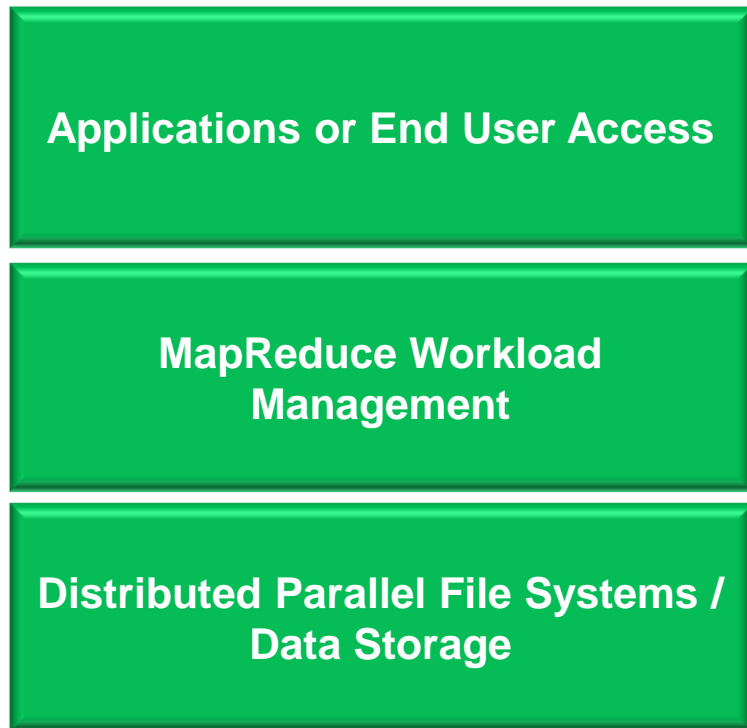 Applications or End User Access
MapReduce Workload
Management
Distributed Parallel File Systems /
Data Storage